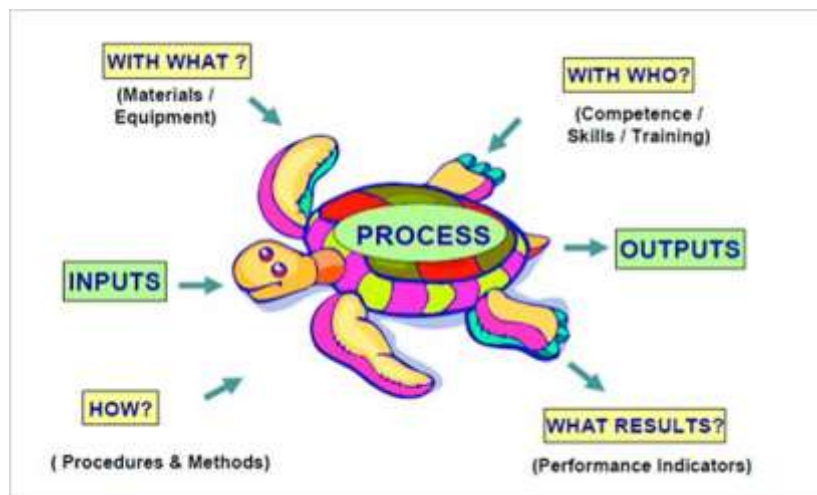 WITH WHAT ?
(Materials /
Equipment)
WITH WHO?
(Competence /
Skills / Training)
PROCESS
INPUTS
OUTPUTS
HOW?
( Procedures & Methods)
WHAT RESULTS?
(Performance Indicators)